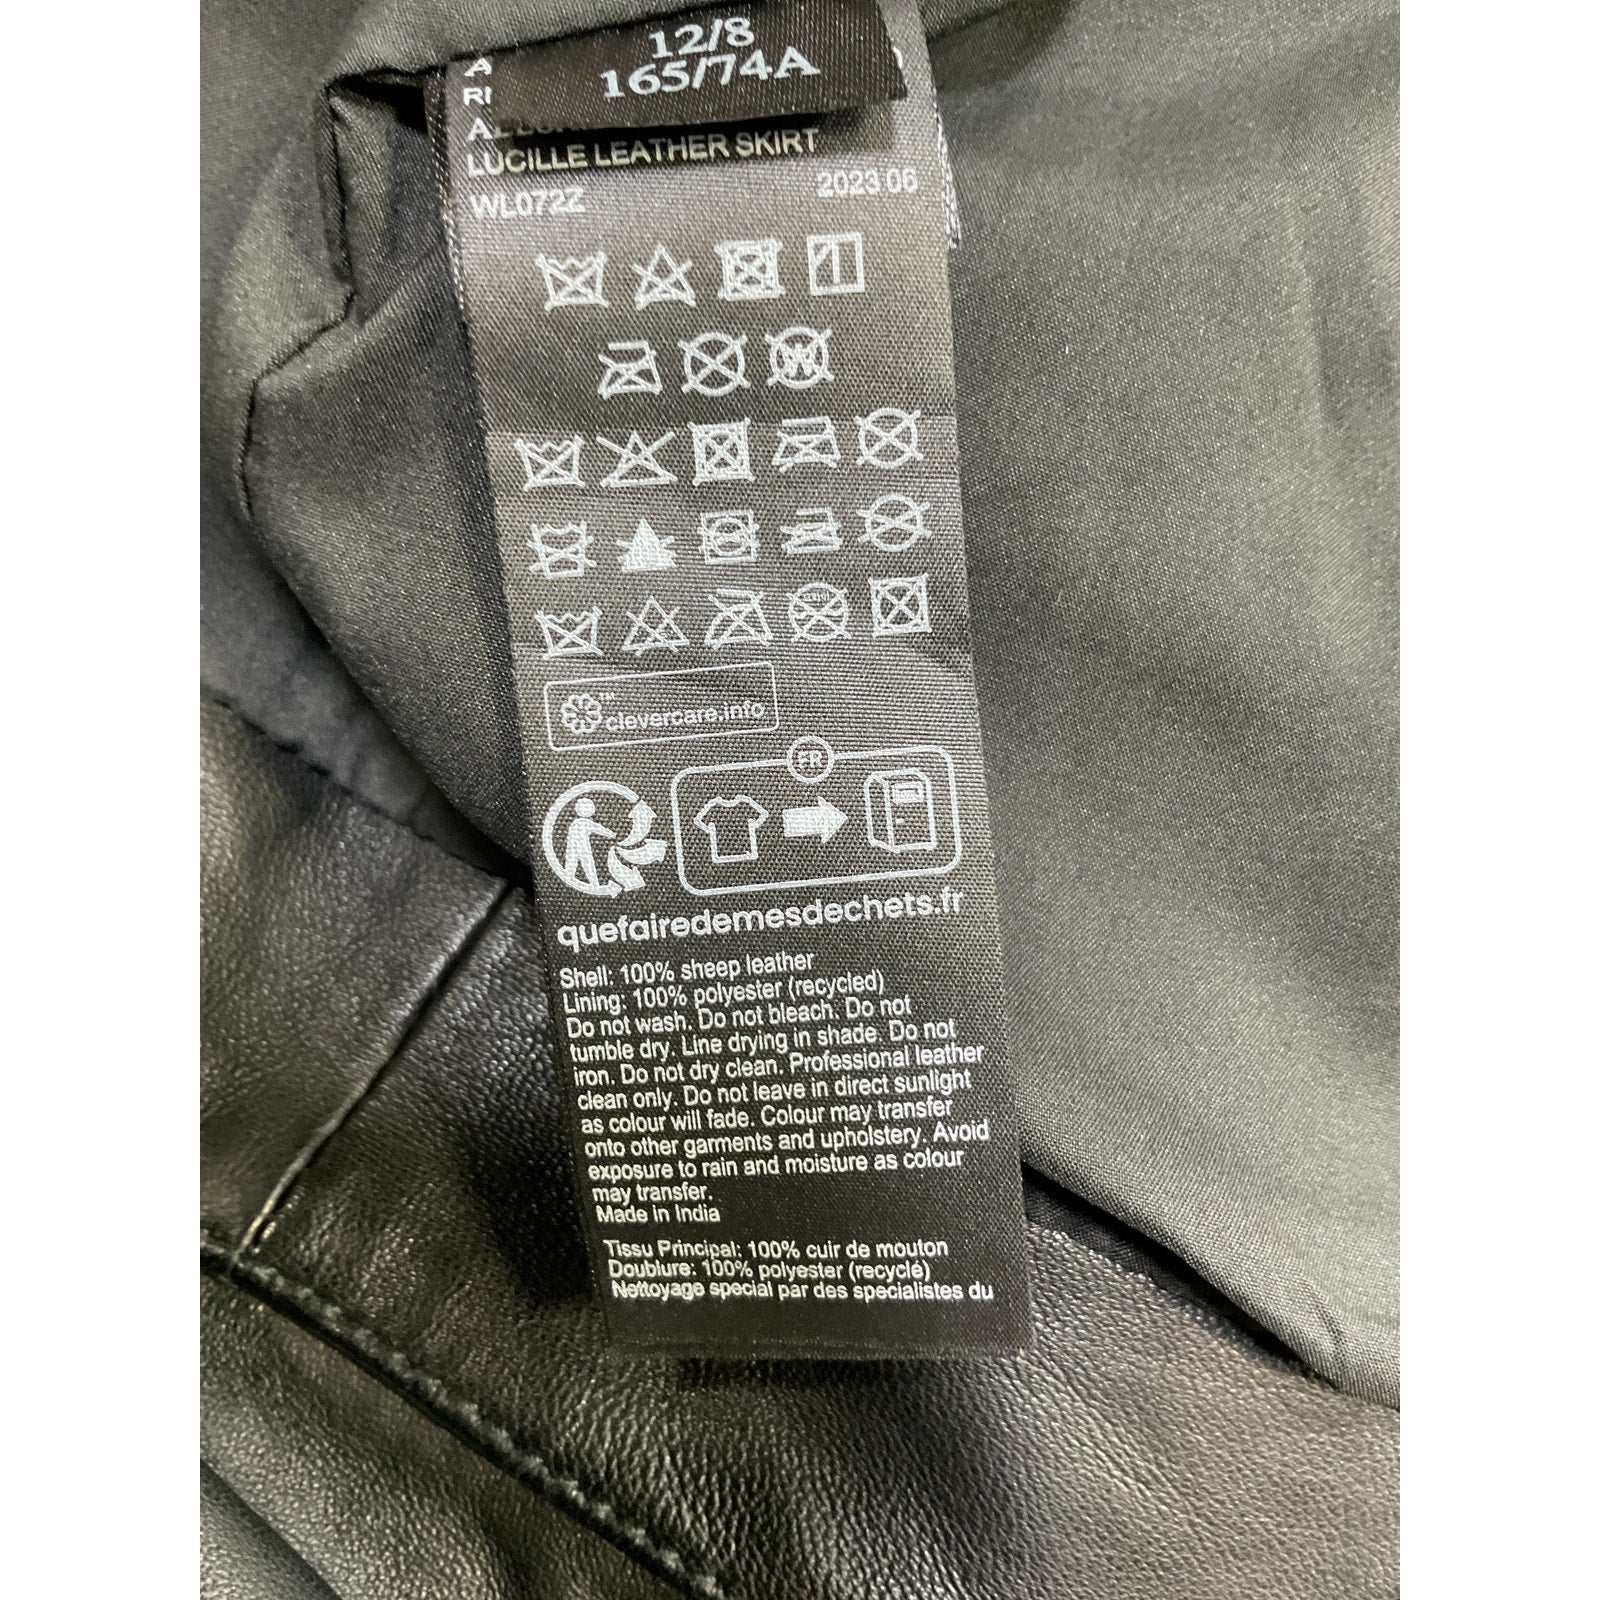 12/8
165/74A
LUCILLE LEATHER SKIRT
WL072Z 2023 06
™clevercare.info
FR
quefairedemesdechets.fr
Shell: 100% sheep leather
Lining: 100% polyester (recycled)
Do not wash. Do not bleach. Do not
tumble dry. Line drying in shade. Do not
iron. Do not dry clean. Professional leather
clean only. Do not leave in direct sunlight
as colour will fade. Colour may transfer
onto other garments and upholstery. Avoid
exposure to rain and moisture as colour
may transfer.
Made in India
Tissu Principal: 100% cuir de mouton
Doublure: 100% polyester (recyclé)
Nettoyage special par des specialistes du